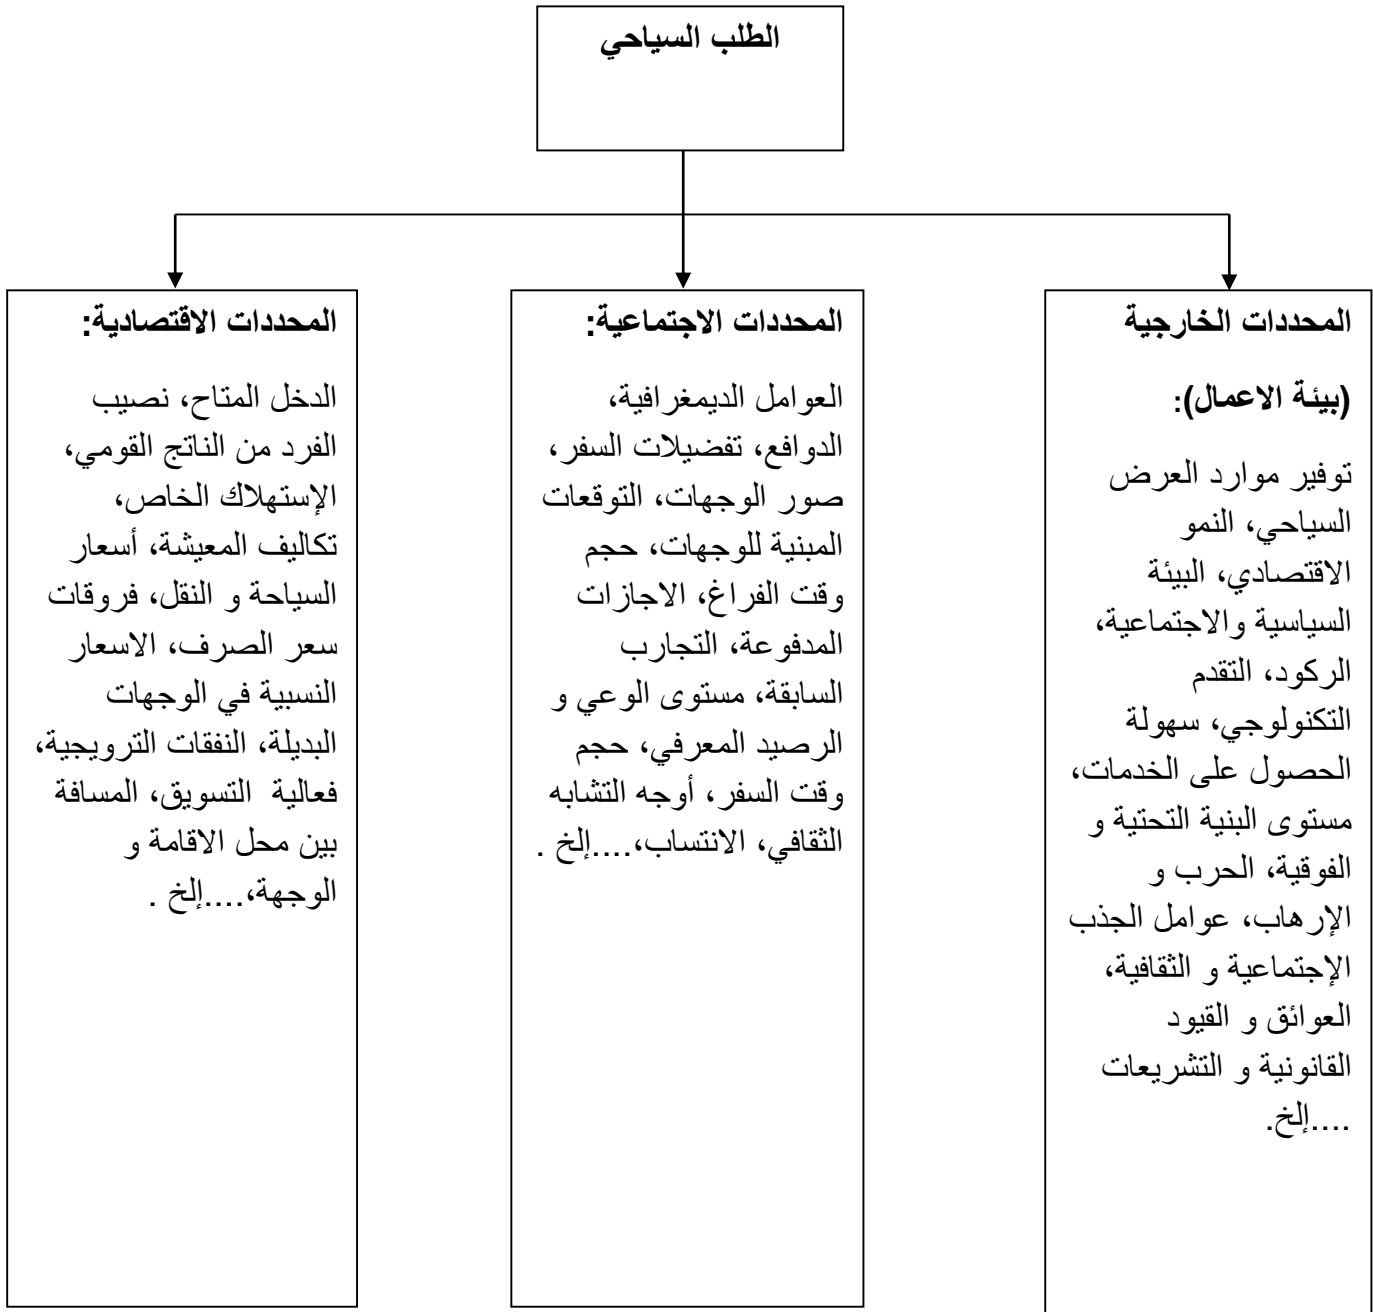 الطلب السياحي
المحددات الخارجية
(بيئة الاعمال):
توفير موارد العرض
السياحي، النمو
الاقتصادي، البيئة
السياسية والاجتماعية،
الركود، التقدم
التكنولوجي، سهولة
الحصول على الخدمات،
مستوى البنية التحتية و
الفوقية، الحرب و
الإرهاب، عوامل الجذب
الإجتماعية و الثقافية،
العوائق و القيود
القانونية و التشريعات
....إلخ.
المحددات الاجتماعية:
العوامل الديمغرافية،
الدوافع، تفضيلات السفر،
صور الوجهات، التوقعات
المبنية للوجهات، حجم
وقت الفراغ، الاجازات
المدفوعة، التجارب
السابقة، مستوى الوعي و
الرصيد المعرفي، حجم
وقت السفر، أوجه التشابه
الثقافي، الانتساب،....إلخ .
المحددات الاقتصادية:
الدخل المتاح، نصيب
الفرد من الناتج القومي،
الإستهلاك الخاص،
تكاليف المعيشة، أسعار
السياحة و النقل، فروقات
سعر الصرف، الاسعار
النسبية في الوجهات
البديلة، النفقات الترويجية،
فعالية التسويق، المسافة
بين محل الاقامة و
الوجهة،....إلخ .